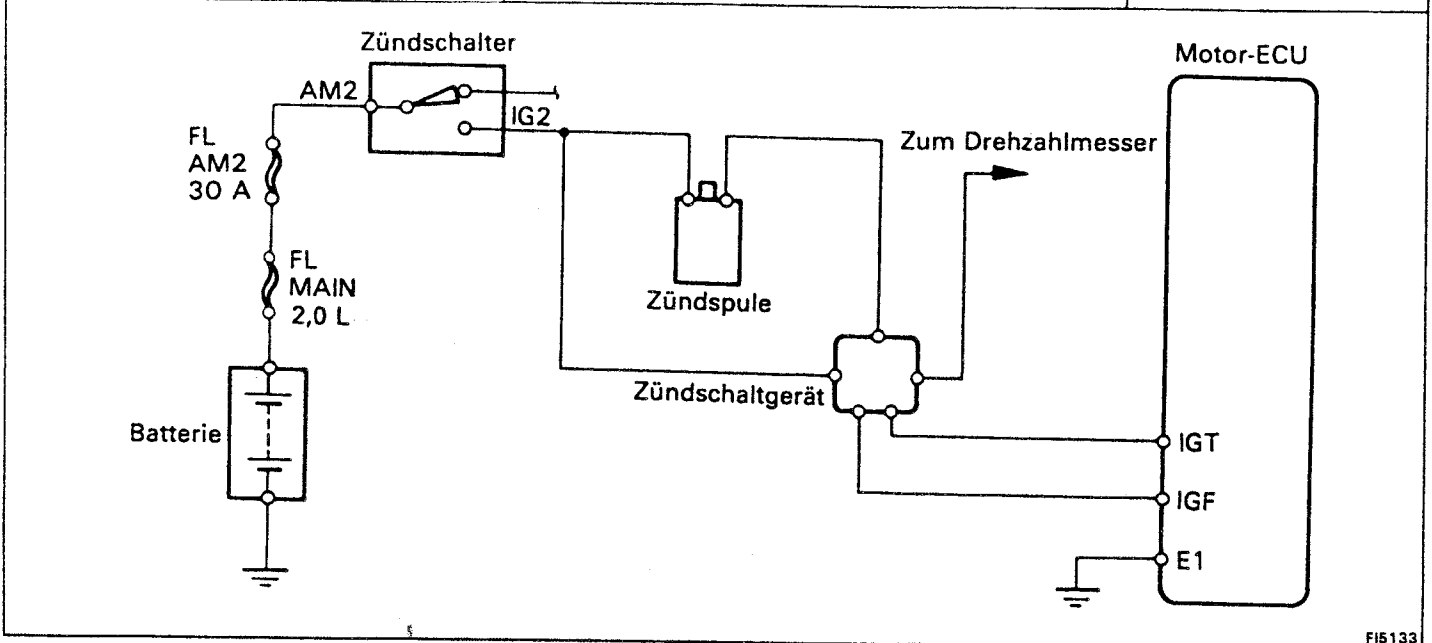 Zündschalter
Motor-ECU
AM2
IG2
FL
AM2
30 A
Zum Drehzahlmesser
FL
MAIN
2,0 L
Zündspule
Zündschaltgerät
Batterie
IGT
IGF
E1
FI5133